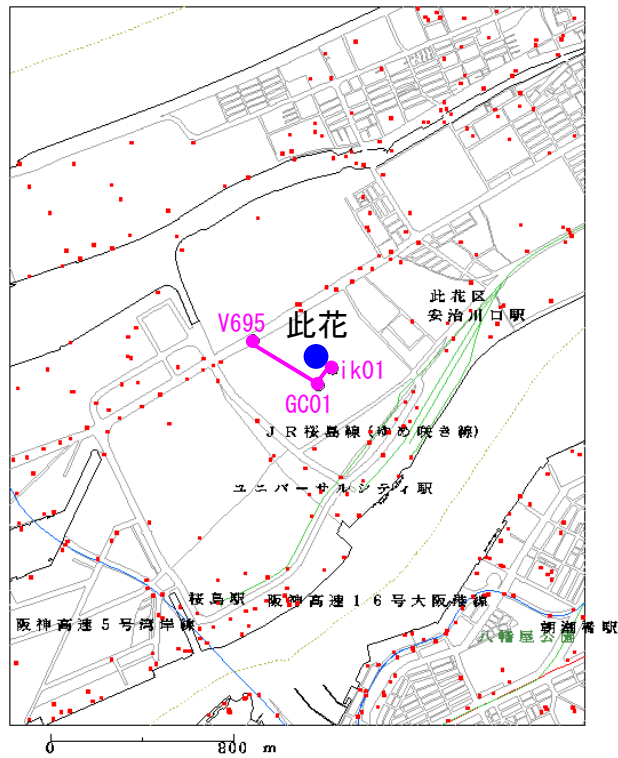 此花区
安治川口駅
V695
此花
ik01
GC01
JR桜島線(ゆめ咲き線)
ユニバーサルシティ駅
桜島駅
阪神高速16号大阪港線
阪神高速5号湾岸線
朝潮橋駅
八幡屋公園
0 800 m